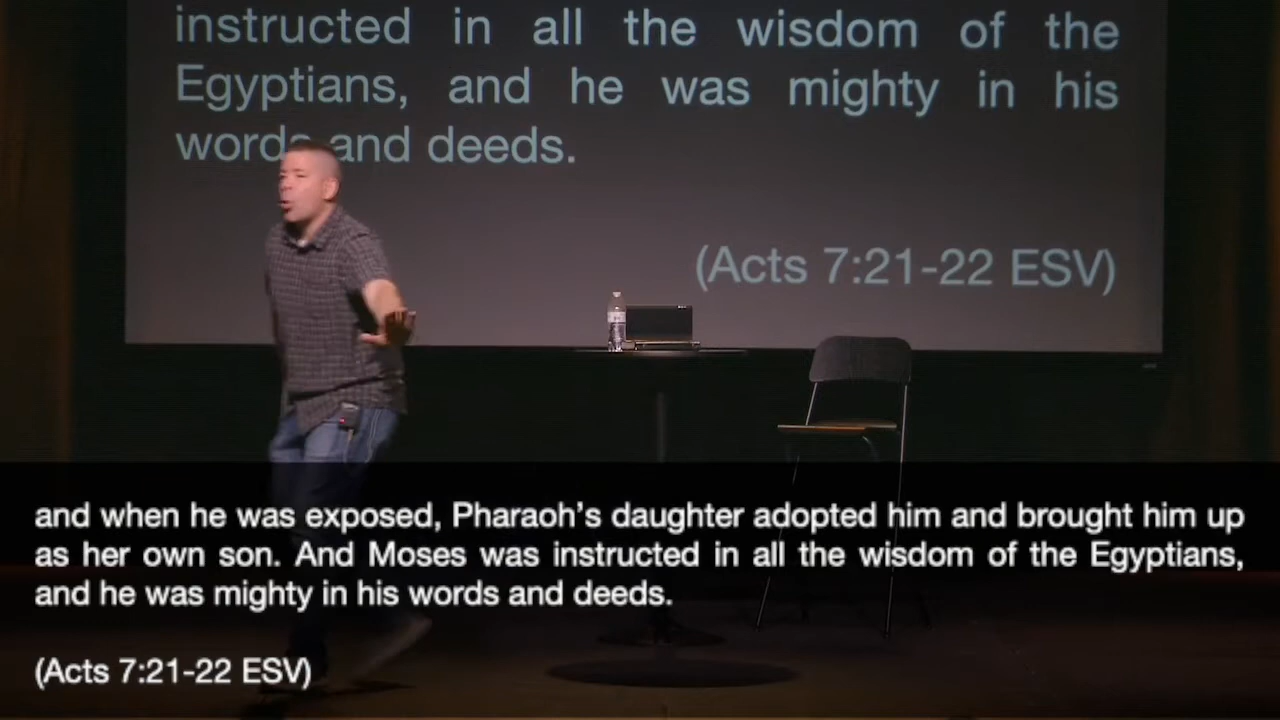 instructed in all the wisdom of the
Egyptians, and he was mighty in his
words and deeds.
(Acts 7:21-22 ESV)
and when he was exposed, Pharaoh’s daughter adopted him and brought him up
as her own son. And Moses was instructed in all the wisdom of the Egyptians,
and he was mighty in his words and deeds.
(Acts 7:21-22 ESV)